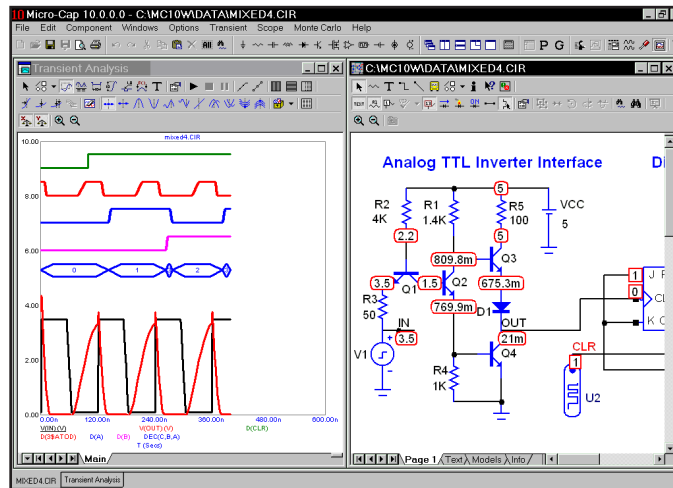 Micro-Cap 10.0.0.0 - C:\MC10W\DATA\MIXED4.CIR
File Edit Component Windows Options Transient Scope Monte Carlo Help
Transient Analysis
C:\MC10W\DATA\MIXED4.CIR
mixed4.CIR
10.00
8.00
6.00
4.00
2.00
0.00
0 1 2
0.00n 120.00n 240.00n 360.00n 480.00n 600.00n
V(IN) (V) V(OUT) (V) D(CLR)
D(3$ATOD) D(A) D(B) DEC(C,B,A)
T (Secs)
Main
Analog TTL Inverter Interface
Di
R2
4K
R1
1.4K
5
R5
100
VCC
5
2.2
5
809.8m
Q3
3.5
Q1
1.5
Q2
675.3m
R3
50
769.9m
D1
IN
3.5
OUT
21m
V1
Q4
R4
1K
1
J
0
K
CLR
1
U2
Page 1 Text Models Info
MIXED4.CIR Transient Analysis